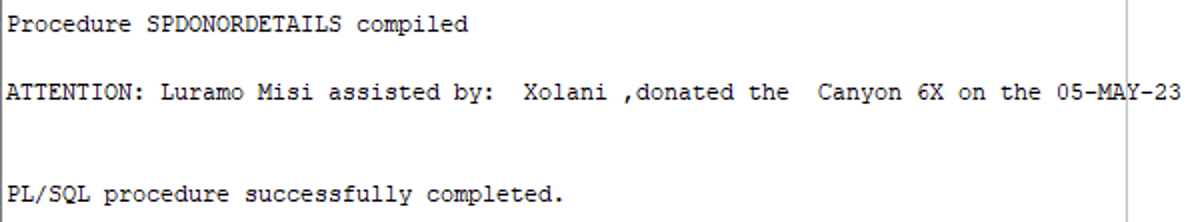 Procedure SPDONORDETAILS compiled
ATTENTION: Luramo Misi assisted by:  Xolani ,donated the  Canyon 6X on the 05-MAY-23
PL/SQL procedure successfully completed.